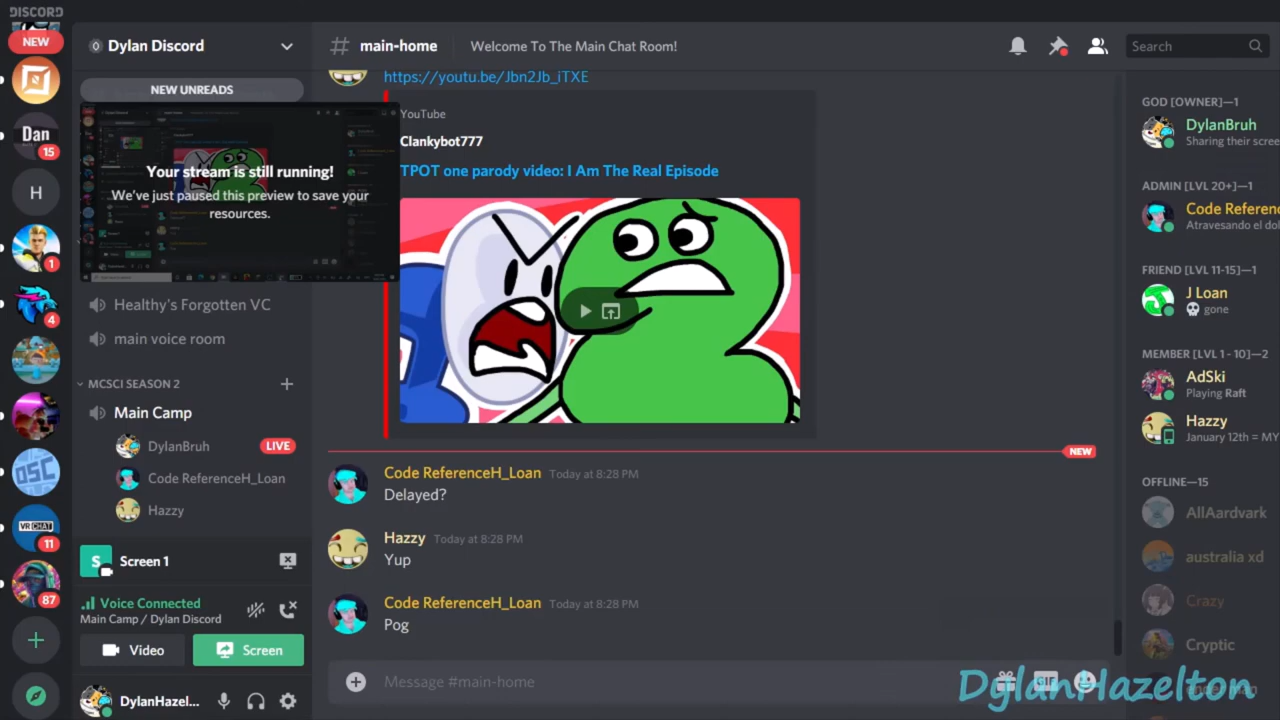 DISCORD
NEW
Dan
15
H
1
4
OSC
VRCHAT
11
87
Dylan Discord
NEW UNREADS
Your stream is still running!
We've just paused this preview to save your
resources.
Healthy's Forgotten VC
main voice room
MCSCI SEASON 2
Main Camp
DylanBruh
LIVE
Code ReferenceH_Loan
Hazzy
S
Screen 1
Voice Connected
Main Camp / Dylan Discord
Video
Screen
DylanHazel...
main-home
Welcome To The Main Chat Room!
Search
https://youtu.be/Jbn2Jb_iTXE
YouTube
Clankybot777
TPOT one parody video: I Am The Real Episode
NEW
Code ReferenceH_Loan Today at 8:28 PM
Delayed?
Hazzy Today at 8:28 PM
Yup
Code ReferenceH_Loan Today at 8:28 PM
Pog
Message #main-home
GOD [OWNER]—1
DylanBruh
Sharing their scree
ADMIN [LVL 20+]—1
Code Referenc
Atravesando el dol
FRIEND [LVL 11-15]—1
J Loan
gone
MEMBER [LVL 1 - 10]—2
AdSki
Playing Raft
Hazzy
January 12th = MY
OFFLINE—15
AllAardvark
australia xd
Crazy
Cryptic
DylanHazelton